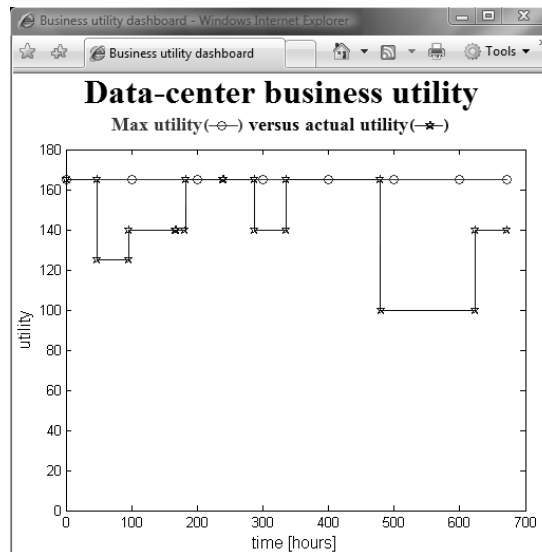 Business utility dashboard - Windows Internet Explorer
Business utility dashboard
Tools
Data-center business utility
Max utility( ) versus actual utility( )
180
160
140
120
100
80
60
40
20
0
utility
0 100 200 300 400 500 600 700
time [hours]